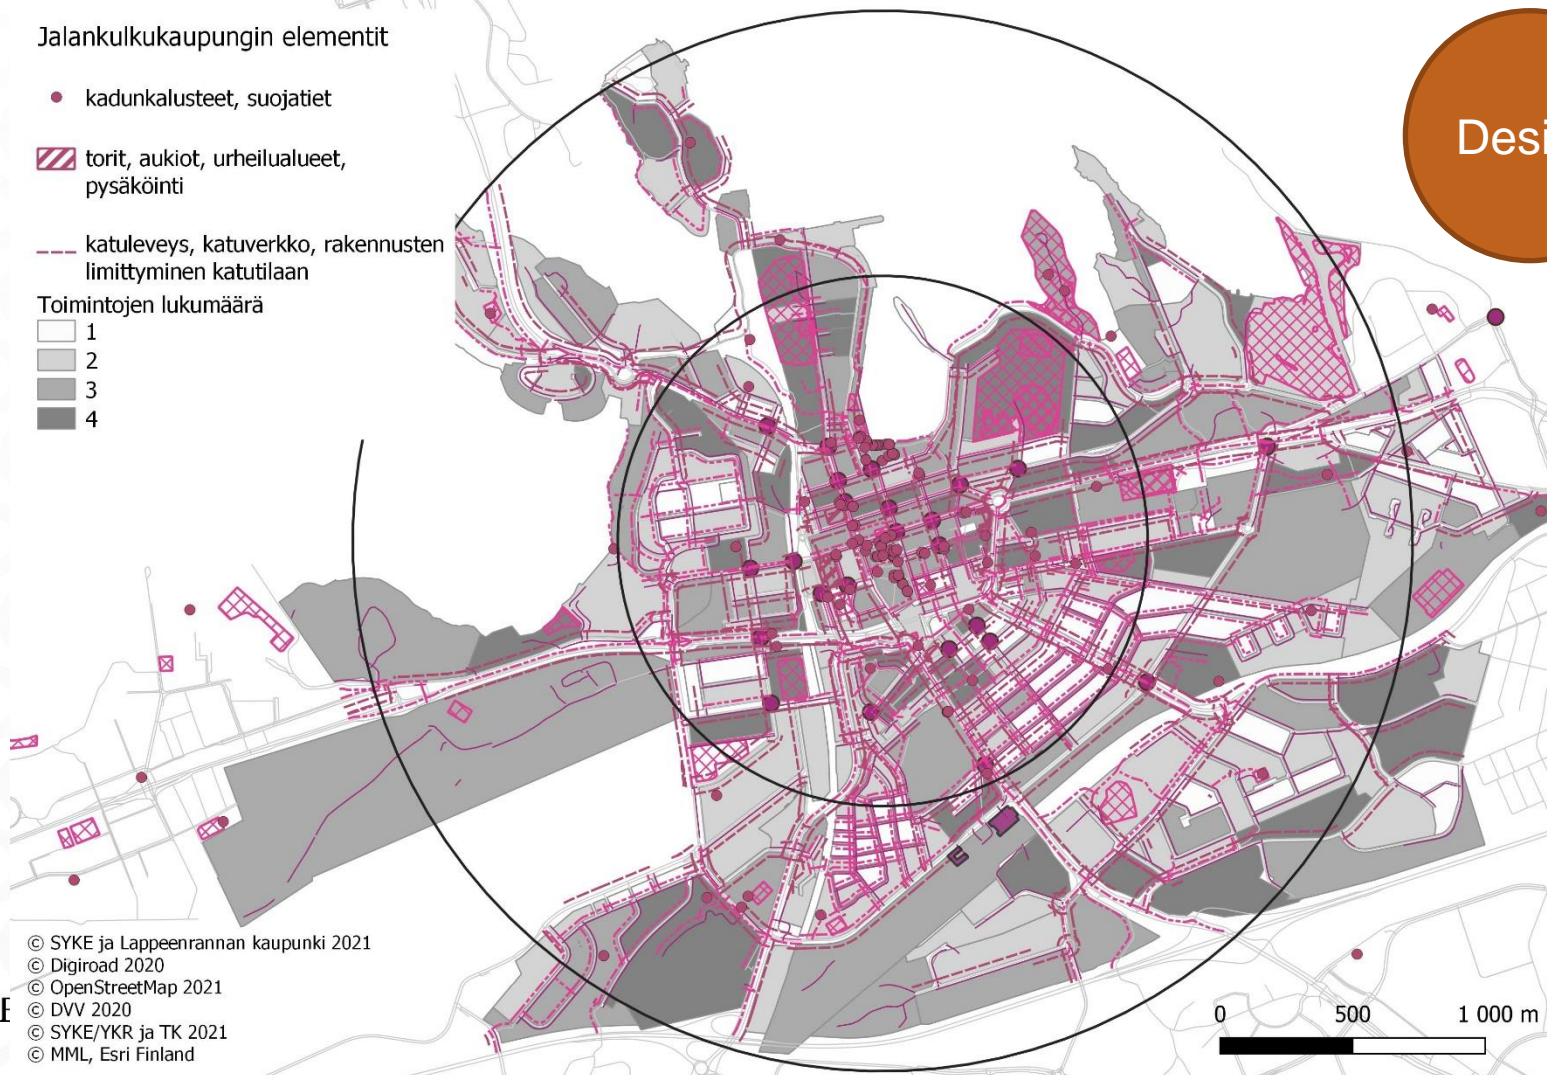 Jalankulkukaupungin elementit
kadunkalusteet, suojatiet
torit, aukiot, urheilualueet,
pysäköinti
katuleveys, katuverkko, rakennusten
limittyminen katutilaan
Toimintojen lukumäärä
1
2
3
4
Desi
© SYKE ja Lappeenrannan kaupunki 2021
© Digiroad 2020
© OpenStreetMap 2021
© DVV 2020
© SYKE/YKR ja TK 2021
© MML, Esri Finland
0 500 1 000 m